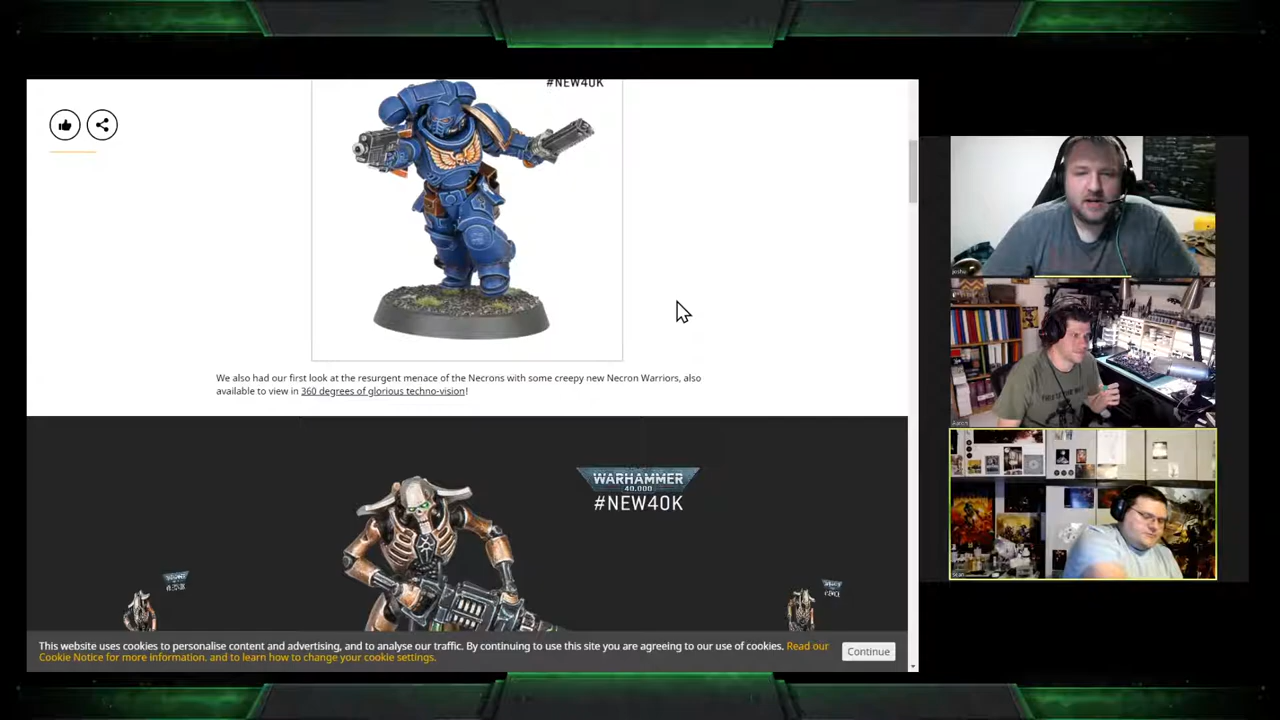 #NEW40K
We also had our first look at the resurgent menace of the Necrons with some creepy new Necron Warriors, also
available to view in 360 degrees of glorious techno-vision!
WARHAMMER
40,000
#NEW40K
This website uses cookies to personalise content and advertising, and to analyse our traffic. By continuing to use this site you are agreeing to our use of cookies. Read our
Cookie Notice for more information. and to learn how to change your cookie settings.
Continue
Aaron
Sean